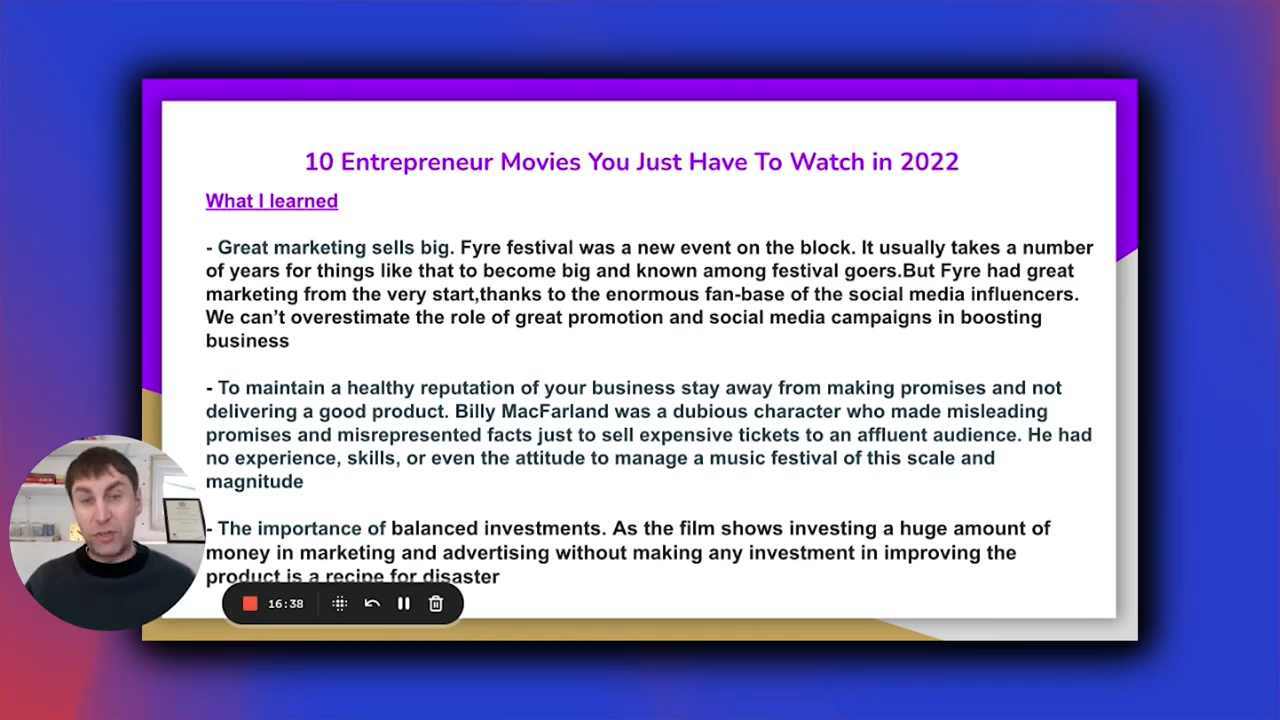 10 Entrepreneur Movies You Just Have To Watch in 2022
What I learned
- Great marketing sells big. Fyre festival was a new event on the block. It usually takes a number
of years for things like that to become big and known among festival goers.But Fyre had great
marketing from the very start,thanks to the enormous fan-base of the social media influencers.
We can’t overestimate the role of great promotion and social media campaigns in boosting
business
- To maintain a healthy reputation of your business stay away from making promises and not
delivering a good product. Billy MacFarland was a dubious character who made misleading
promises and misrepresented facts just to sell expensive tickets to an affluent audience. He had
no experience, skills, or even the attitude to manage a music festival of this scale and
magnitude
- The importance of balanced investments. As the film shows investing a huge amount of
money in marketing and advertising without making any investment in improving the
product is a recipe for disaster
16:38